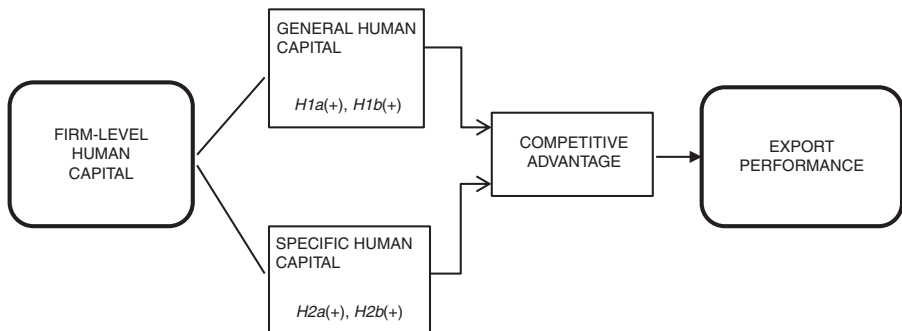 FIRM-LEVEL
HUMAN
CAPITAL
GENERAL HUMAN
CAPITAL
H1a(+), H1b(+)
SPECIFIC HUMAN
CAPITAL
H2a(+), H2b(+)
COMPETITIVE
ADVANTAGE
EXPORT
PERFORMANCE